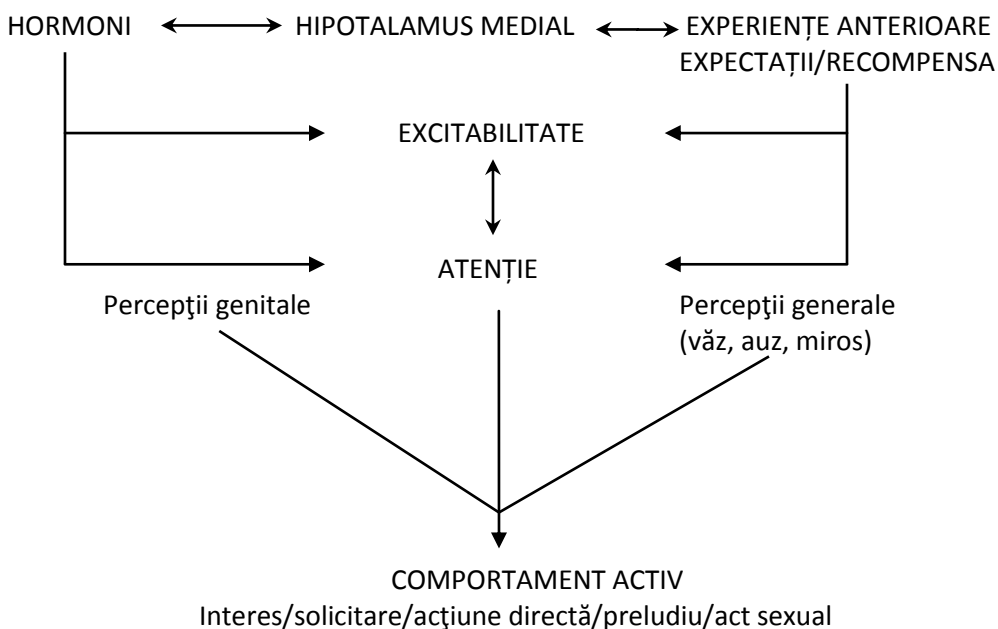 HORMONI HIPOTALAMUS MEDIAL EXPERIENȚE ANTERIOARE
EXPECTAȚII/RECOMPENSA
EXCITABILITATE
ATENȚIE
Percepţii genitale
Percepţii generale
(văz, auz, miros)
COMPORTAMENT ACTIV
Interes/solicitare/acţiune directă/preludiu/act sexual